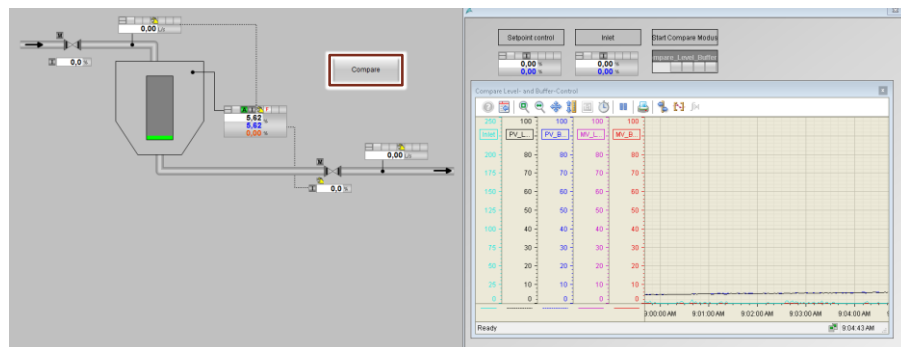 0,00 L/s
M
I 0,0 %
Compare
A I F
5,62 %
5,62
0,00 %
M
0,00 L/s
I 0,0 %
Setpoint control
Inlet
Start Compare Modus
I
0,00 %
0,00 %
I
0,00 %
0,00 %
mpare_Level_Buffer
Compare Level- and Buffer-Control
250 100 100 100 100
Inlet PV_L... PV_B... MV_L... MV_B...
200 80 80 80 80
175 70 70 70 70
150 60 60 60 60
125 50 50 50 50
100 40 40 40 40
75 30 30 30 30
50 20 20 20 20
25 10 10 10 10
0 0 0 0 0
9:00:00 AM 9:01:00 AM 9:02:00 AM 9:03:00 AM 9:04:00 AM
Ready
9:04:43 AM